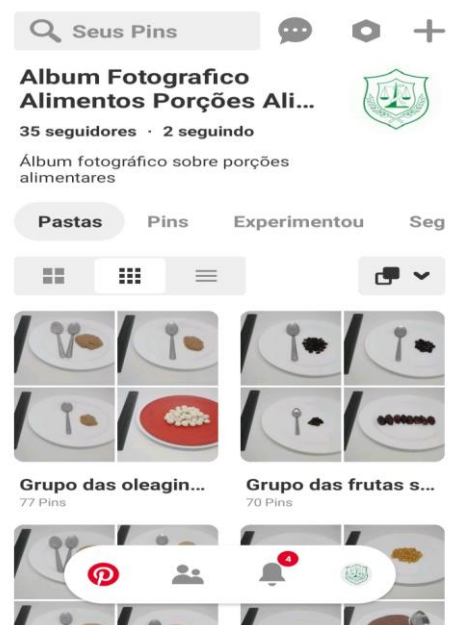 Seus Pins
Album Fotografico
Alimentos Porções Ali...
35 seguidores · 2 seguindo
Álbum fotográfico sobre porções
alimentares
Pastas Pins Experimentou Seg
Grupo das oleagin...
77 Pins
Grupo das frutas s...
70 Pins
4